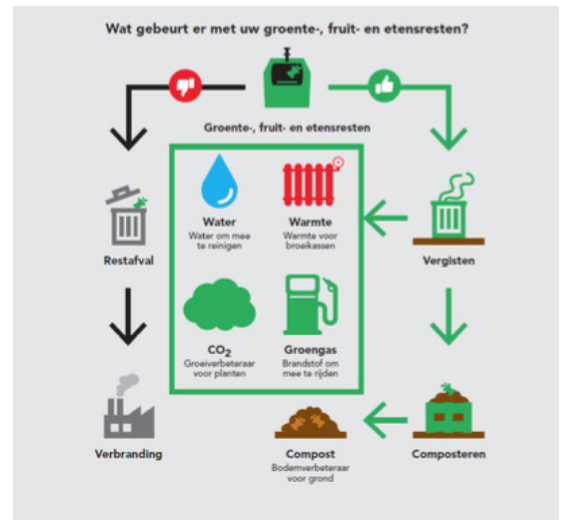 Wat gebeurt er met uw groente-, fruit- en etensresten?
Groente-, fruit- en etensresten
Water
Water om mee
te reinigen
Warmte
Warmte voor
broeikassen
Restafval
Vergisten
CO2
Groeiverbeteraar
voor planten
Groengas
Brandstof om
mee te rijden
Verbranding
Compost
Bodemverbeteraar
voor grond
Composteren